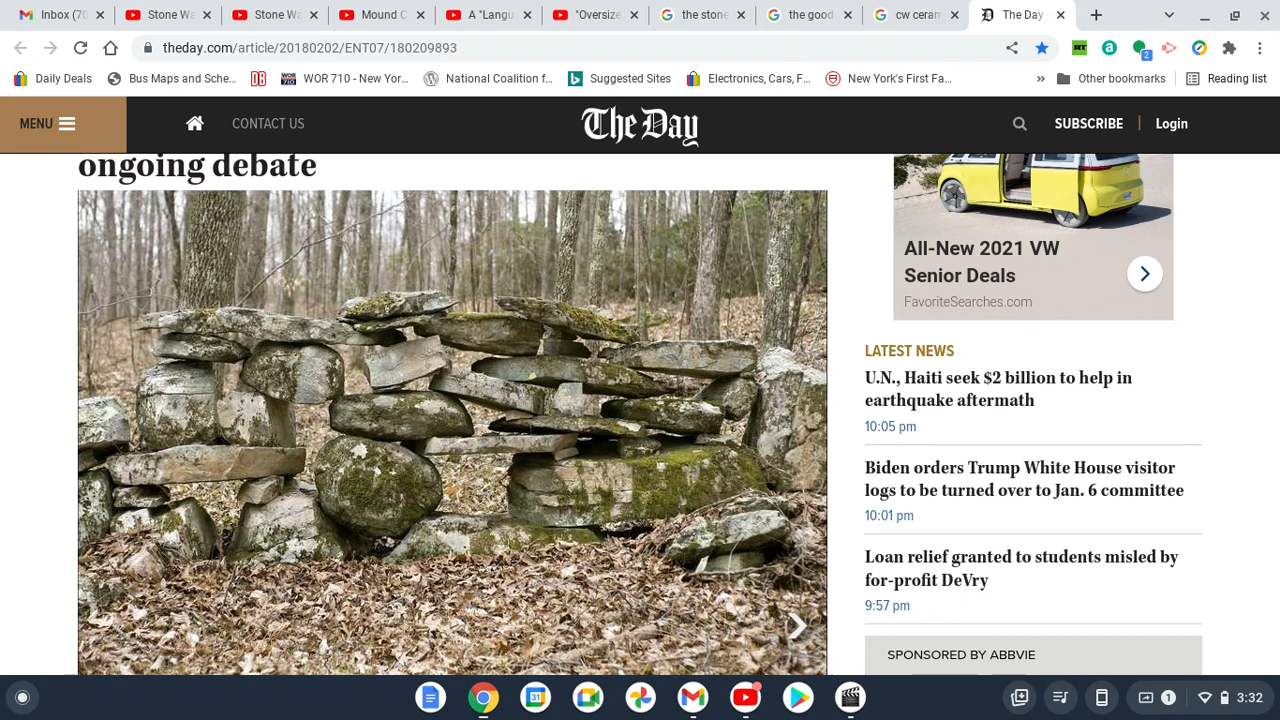 Inbox (70
Stone Wa
Stone Wa
Mound C
A "Langu
"Oversize
the stone
the good
cw ceram
The Day
theday.com/article/20180202/ENT07/180209893
RT
a
2
Daily Deals
Bus Maps and Sche...
DB
WOR 710 - New Yor...
National Coalition f...
Suggested Sites
Electronics, Cars, F...
New York's First Fa...
»
Other bookmarks
Reading list
MENU
CONTACT US
The Day
SUBSCRIBE
Login
ongoing debate
All-New 2021 VW
Senior Deals
FavoriteSearches.com
LATEST NEWS
U.N., Haiti seek $2 billion to help in
earthquake aftermath
10:05 pm
Biden orders Trump White House visitor
logs to be turned over to Jan. 6 committee
10:01 pm
Loan relief granted to students misled by
for-profit DeVry
9:57 pm
SPONSORED BY ABBVIE
31
1
3:32